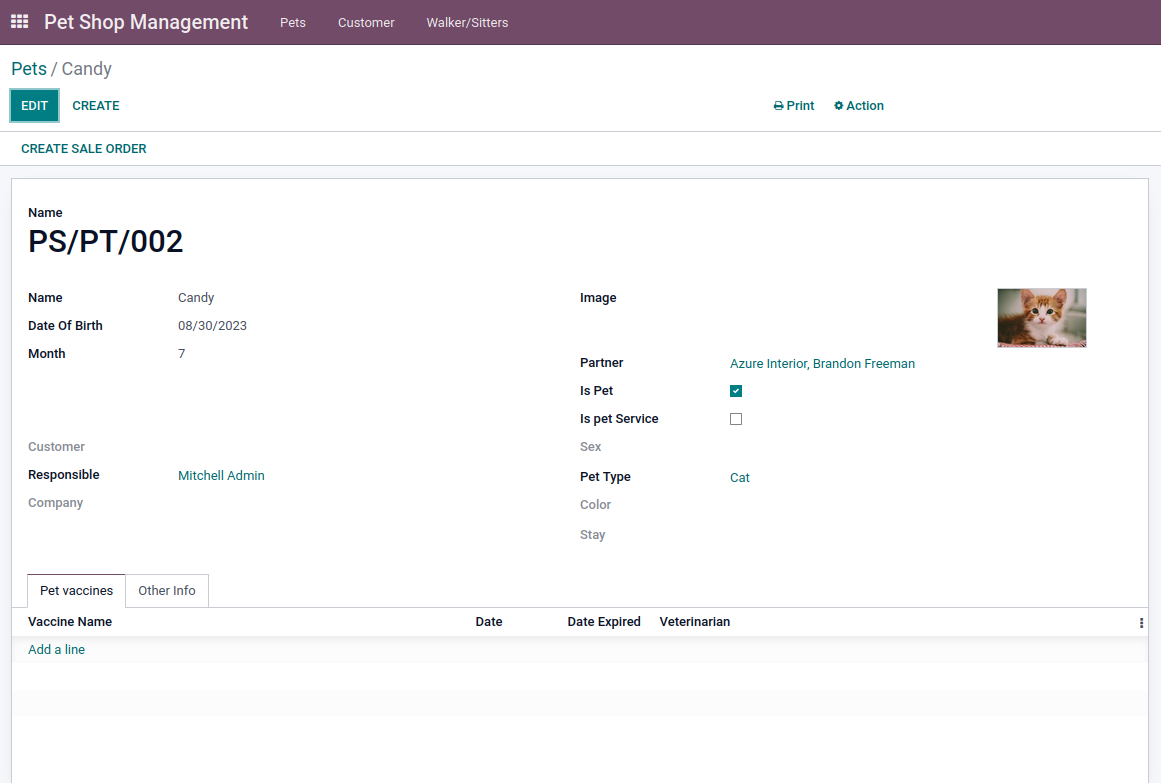 Pet Shop Management Pets Customer Walker/Sitters
Pets / Candy
EDIT CREATE Print Action
CREATE SALE ORDER
Name
PS/PT/002
Name Candy
Date Of Birth 08/30/2023
Month 7
Customer
Responsible Mitchell Admin
Company
Image
Partner Azure Interior, Brandon Freeman
Is Pet
Is pet Service
Sex
Pet Type Cat
Color
Stay
Pet vaccines Other Info
Vaccine Name Date Date Expired Veterinarian
Add a line